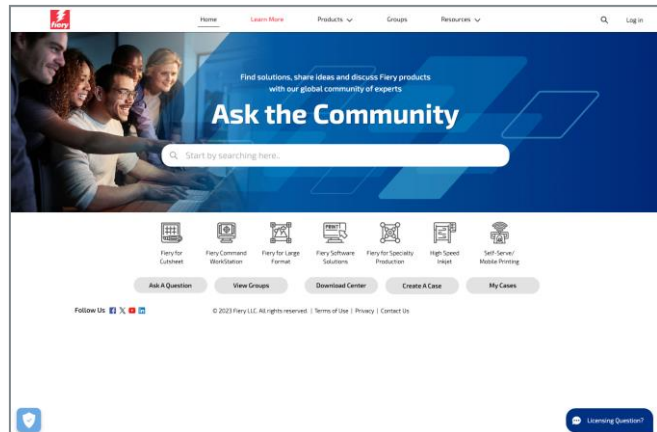 fiery
Home Learn More Products Groups Resources Log in
Find solutions, share ideas and discuss Fiery products
with our global community of experts
Ask the Community
Start by searching here..
Fiery for Cutsheet
Fiery Command WorkStation
Fiery for Large Format
PRINT
Fiery Software Solutions
Fiery for Specialty Production
High Speed Inkjet
Self-Serve/ Mobile Printing
Ask A Question View Groups Download Center Create A Case My Cases
Follow Us © 2023 Fiery LLC. All rights reserved. | Terms of Use | Privacy | Contact Us
Licensing Question?